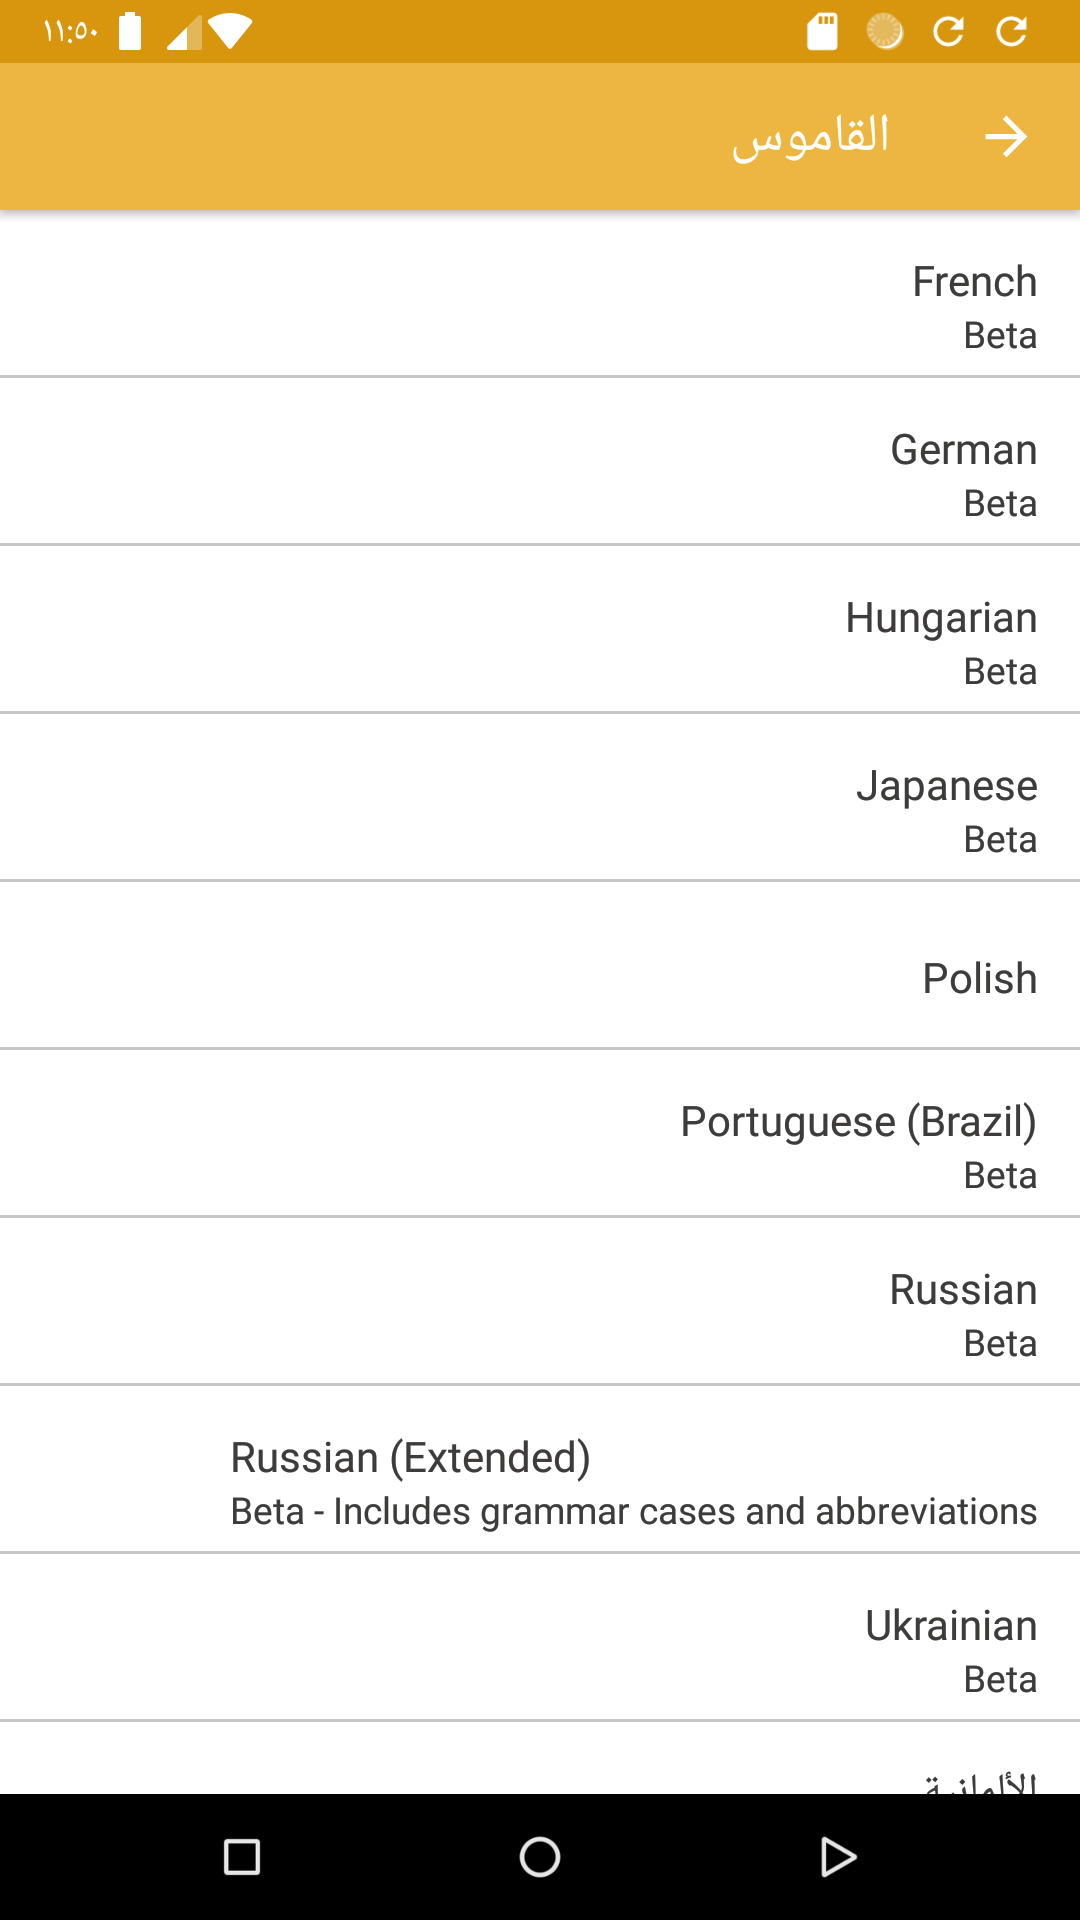 ١١:٥٠
القاموس
French
Beta
German
Beta
Hungarian
Beta
Japanese
Beta
Polish
Portuguese (Brazil)
Beta
Russian
Beta
Russian (Extended)
Beta - Includes grammar cases and abbreviations
Ukrainian
Beta
الألمانية